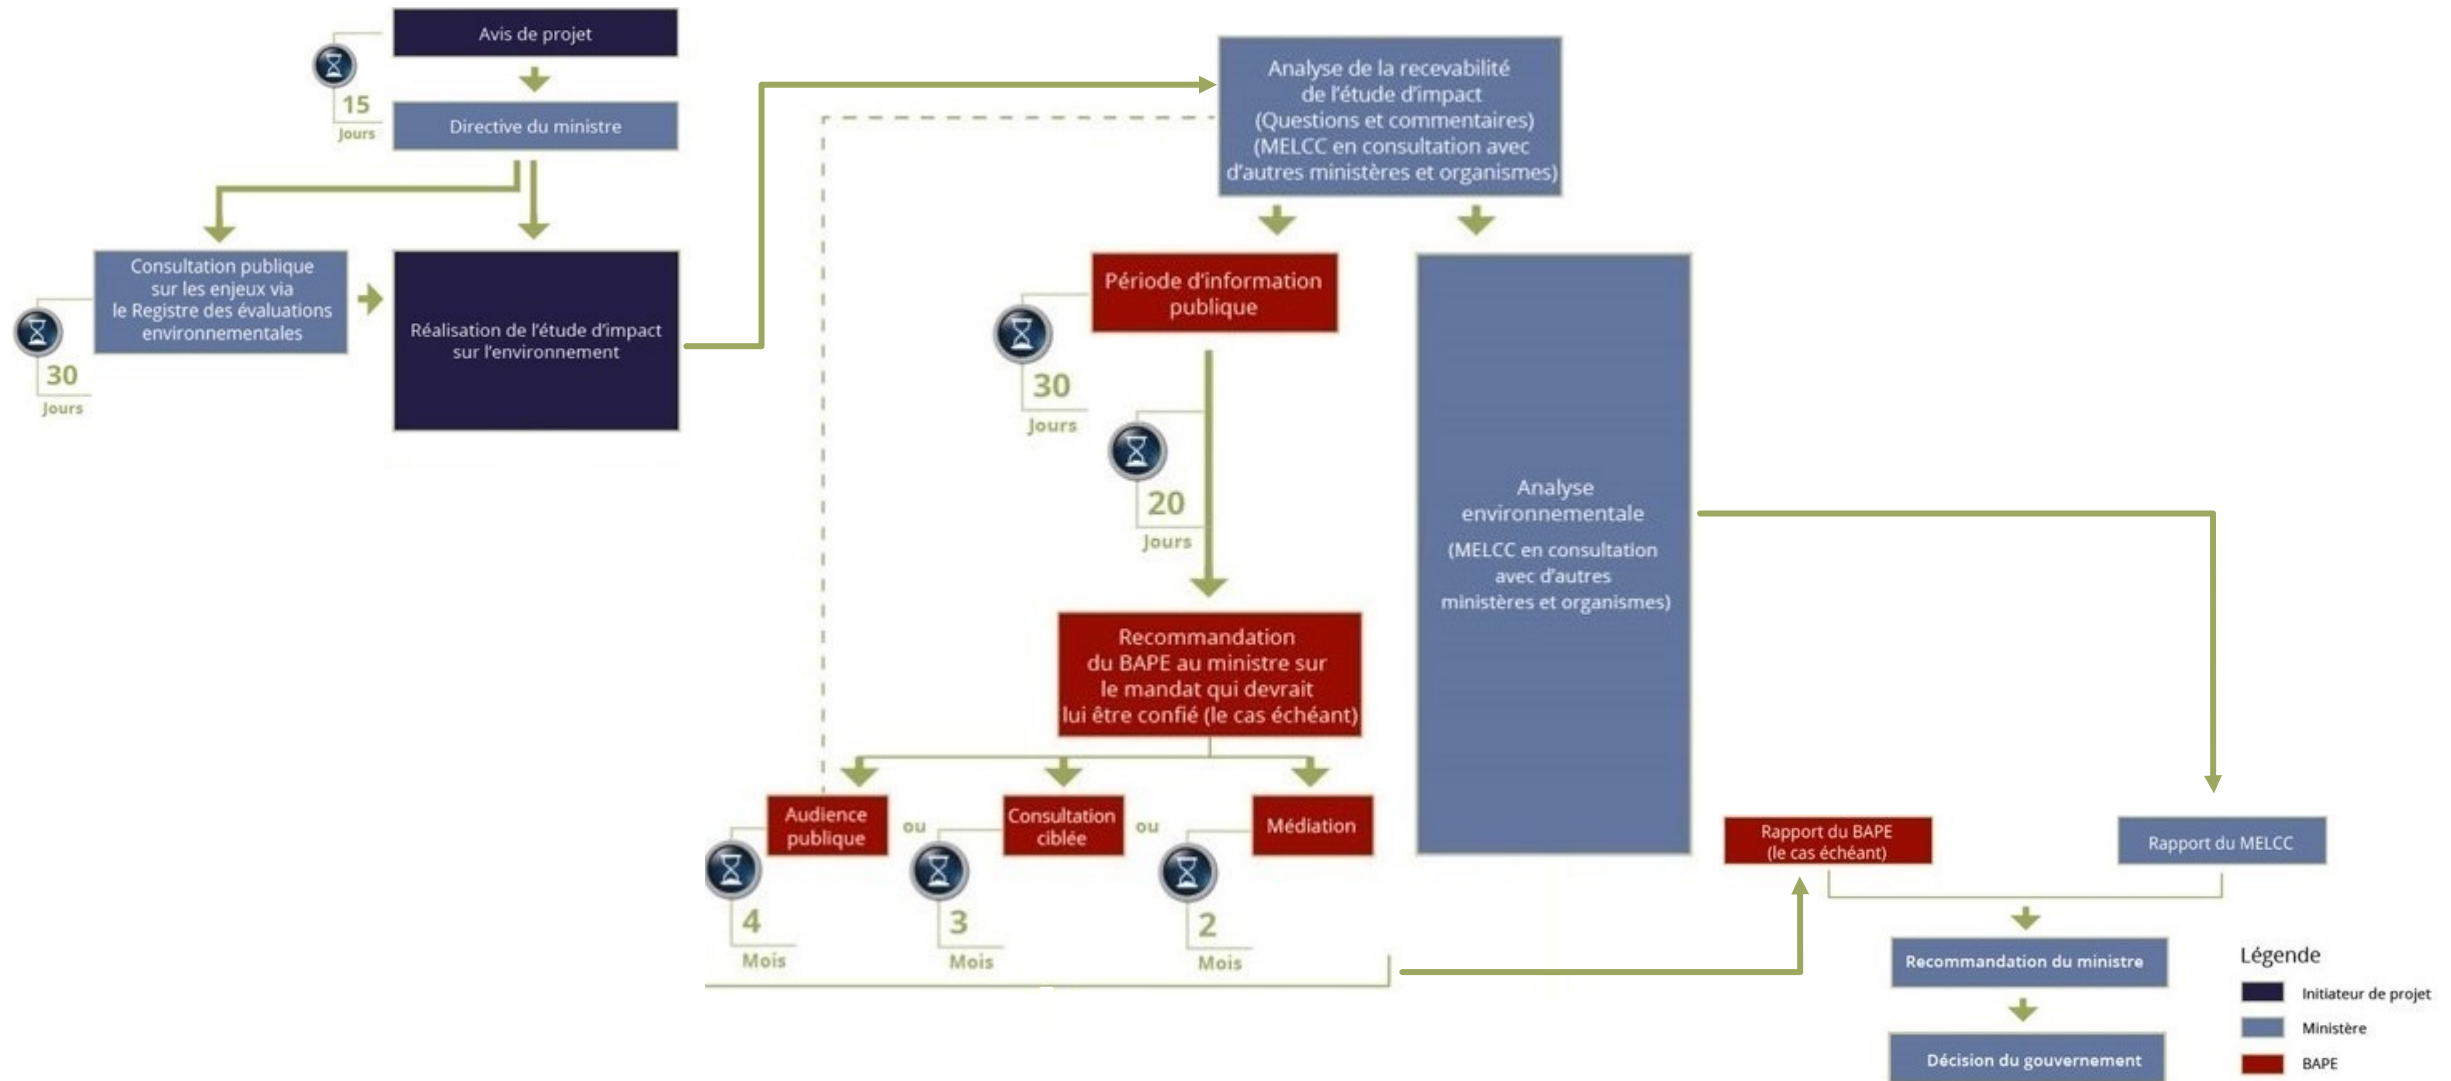 Avis de projet
15
Jours
Directive du ministre
Consultation publique
sur les enjeux via
le Registre des évaluations
environnementales
30
Jours
Réalisation de l'étude d'impact
sur l'environnement
Analyse de la recevabilité
de l'étude d'impact
(Questions et commentaires)
(MELCC en consultation avec
d'autres ministères et organismes)
Période d'information
publique
30
Jours
20
Jours
Analyse
environnementale
(MELCC en consultation
avec d'autres
ministères et organismes)
Recommandation
du BAPE au ministre sur
le mandat qui devrait
lui être confié (le cas échéant)
Audience
publique
ou
Consultation
ciblée
ou
Médiation
4
Mois
3
Mois
2
Mois
Rapport du BAPE
(le cas échéant)
Rapport du MELCC
Recommandation du ministre
Décision du gouvernement
Légende
Initiateur de projet
Ministère
BAPE